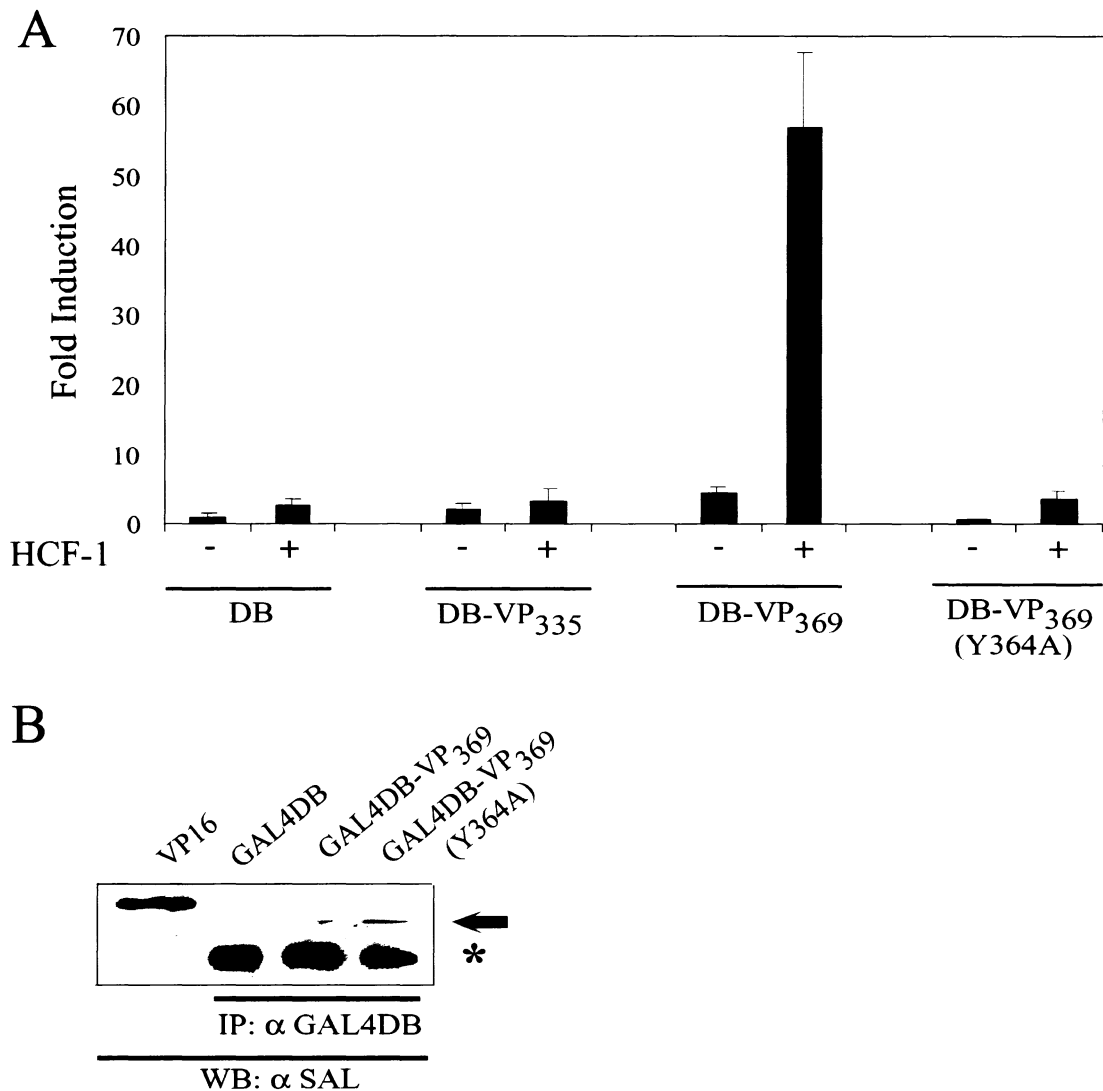 A
70
60
50
40
30
20
10
0
Fold Induction
HCF-1 - + - + - + - +
DB DB-VP335 DB-VP369 DB-VP369
(Y364A)
B
VP16
GAL4DB
GAL4DB-VP369
GAL4DB-VP369
(Y364A)
*
IP: α GAL4DB
WB: α SAL